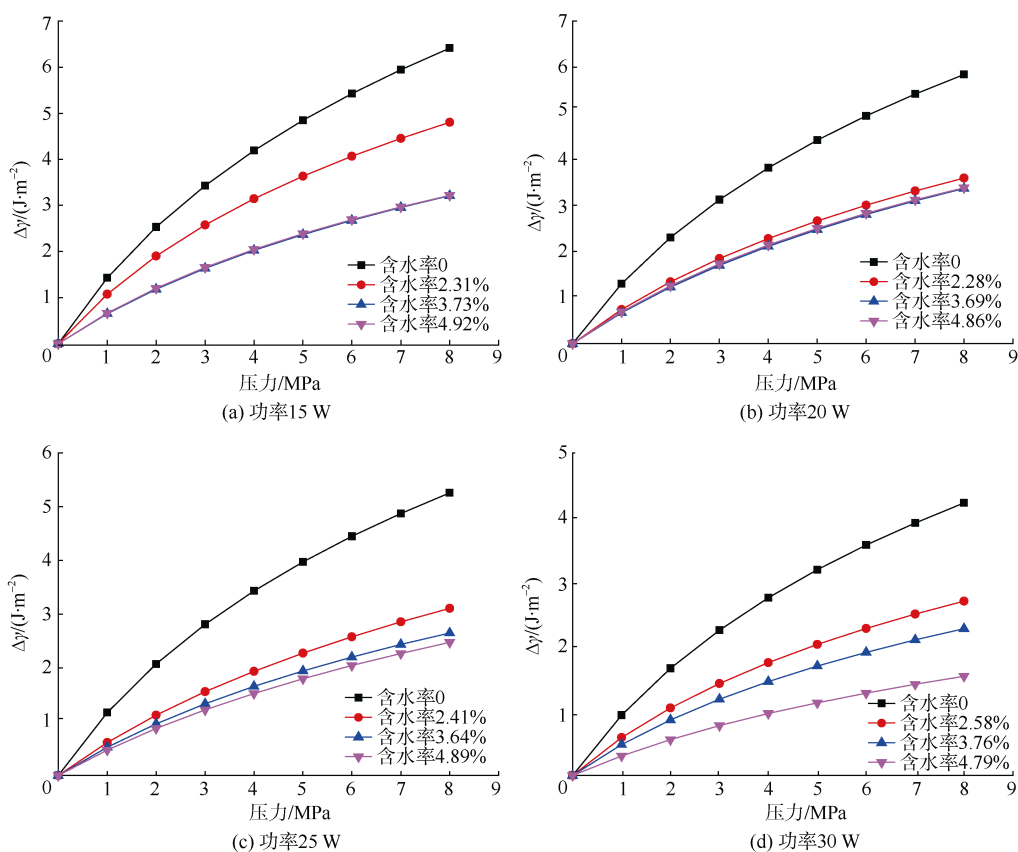 7
6
5
4
3
2
1
0
Δγ/(J·m⁻²)
含水率0
含水率2.31%
含水率3.73%
含水率4.92%
1 2 3 4 5 6 7 8 9
压力/MPa
(a) 功率15 W
7
6
5
4
3
2
1
0
Δγ/(J·m⁻²)
含水率0
含水率2.28%
含水率3.69%
含水率4.86%
1 2 3 4 5 6 7 8 9
压力/MPa
(b) 功率20 W
6
5
4
3
2
1
0
Δγ/(J·m⁻²)
含水率0
含水率2.41%
含水率3.64%
含水率4.89%
1 2 3 4 5 6 7 8 9
压力/MPa
(c) 功率25 W
5
4
3
2
1
0
Δγ/(J·m⁻²)
含水率0
含水率2.58%
含水率3.76%
含水率4.79%
1 2 3 4 5 6 7 8 9
压力/MPa
(d) 功率30 W